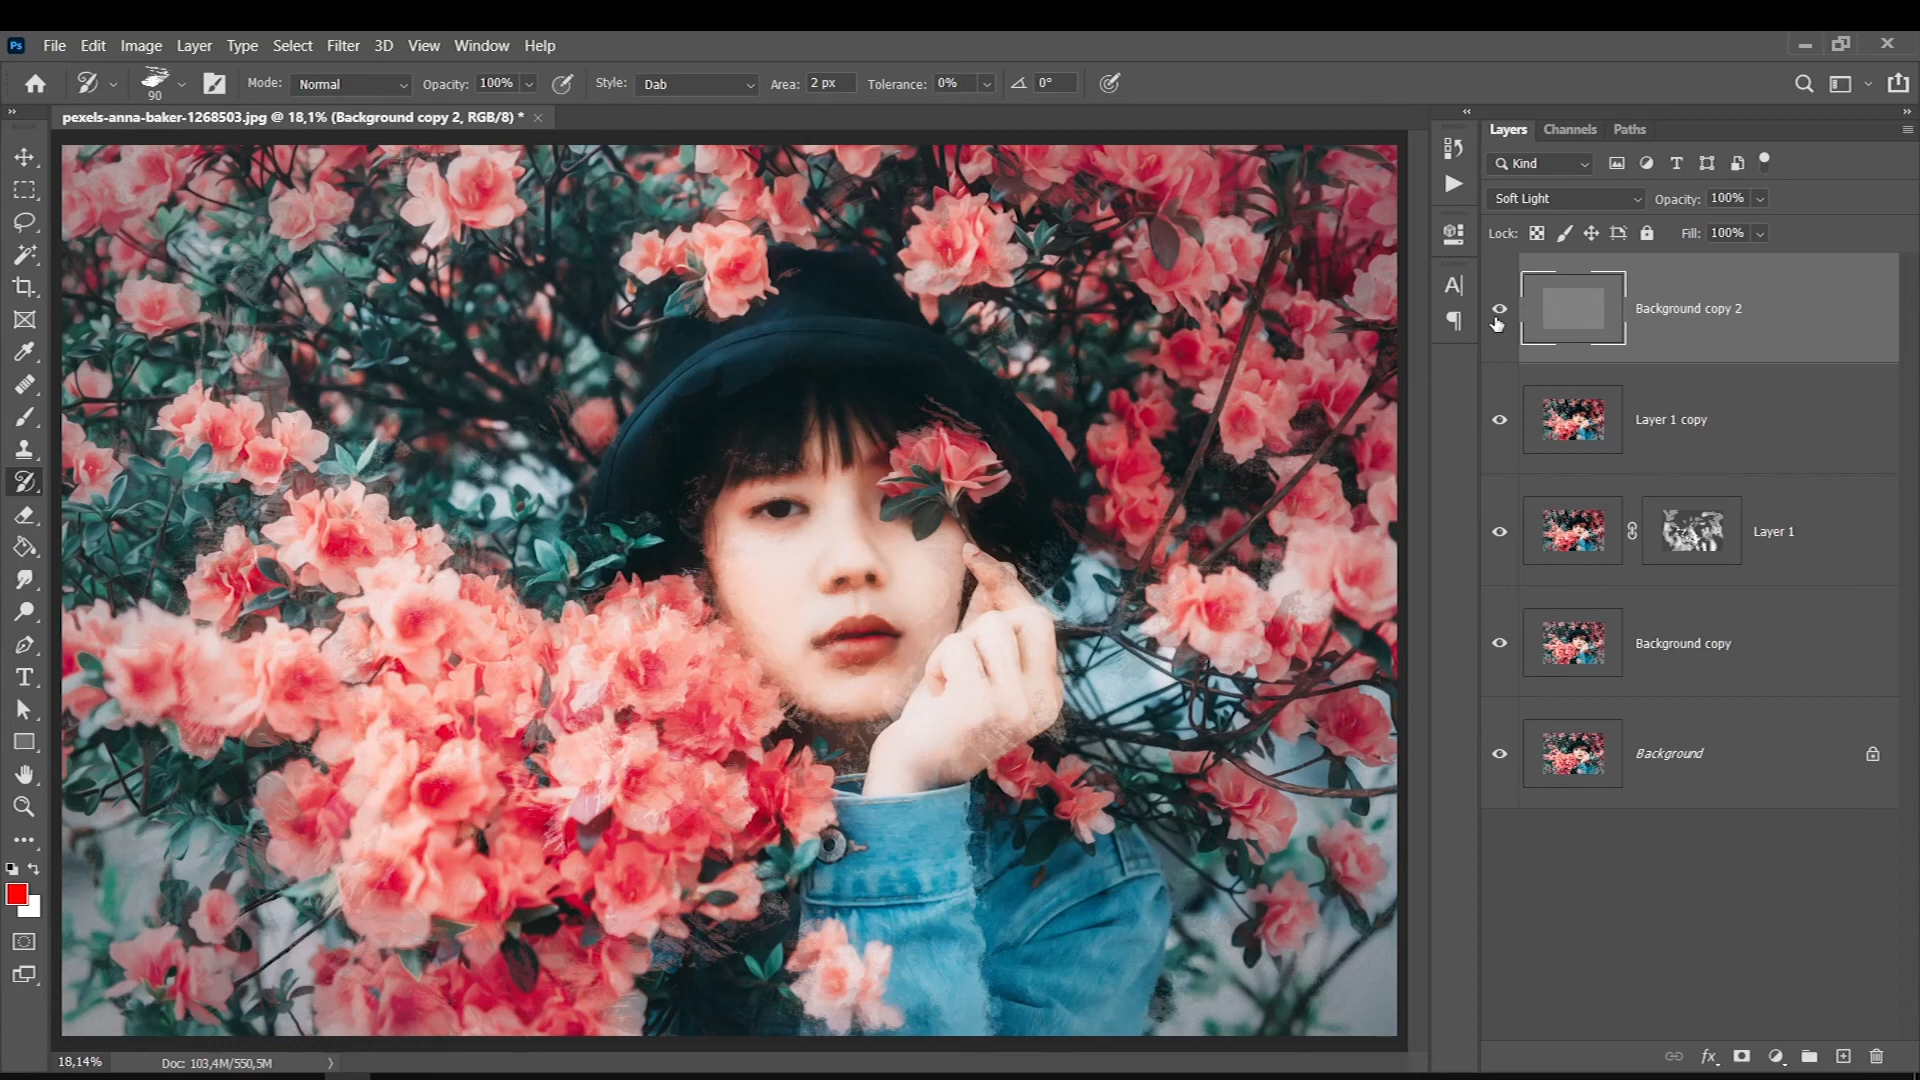 Ps File Edit Image Layer Type Select Filter 3D View Window Help
90 Mode: Normal Opacity: 100% Style: Dab Area: 2 px Tolerance: 0% 0°
pexels-anna-baker-1268503.jpg @ 18,1% (Background copy 2, RGB/8) *
Layers Channels Paths
Kind
Soft Light Opacity: 100%
Lock: Fill: 100%
Background copy 2
Layer 1 copy
Layer 1
Background copy
Background
18,14% Doc: 103,4M/550,5M
fx